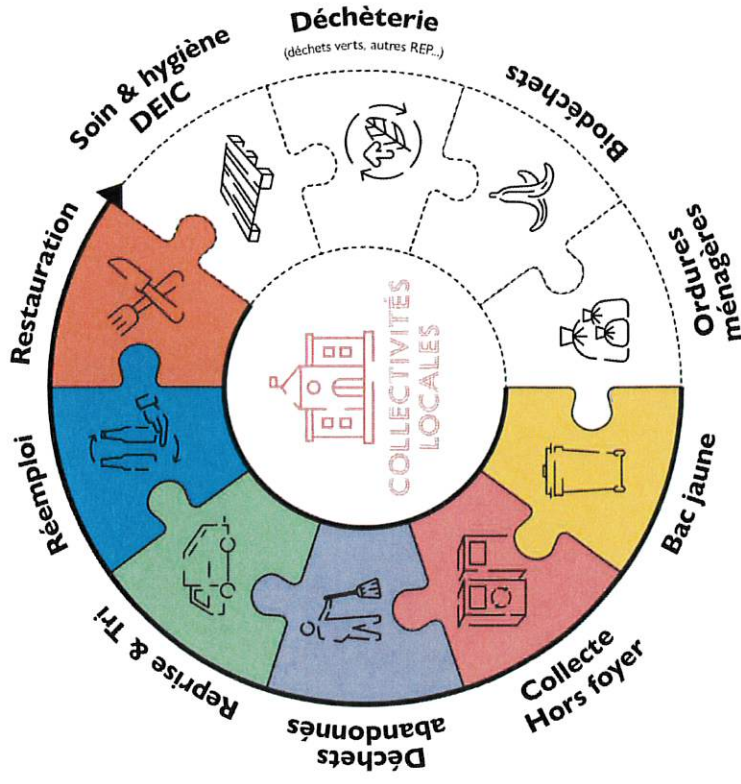 Déchèterie
(déchets verts, autres REP...)
Biodéchets
Ordures
ménagères
Bac jaune
Collecte
Hors foyer
Déchets
abandonnés
Reprise & Tri
Réemploi
Restauration
Soin & hygiène
DEIC
COLLECTIVITÉS
LOCALES